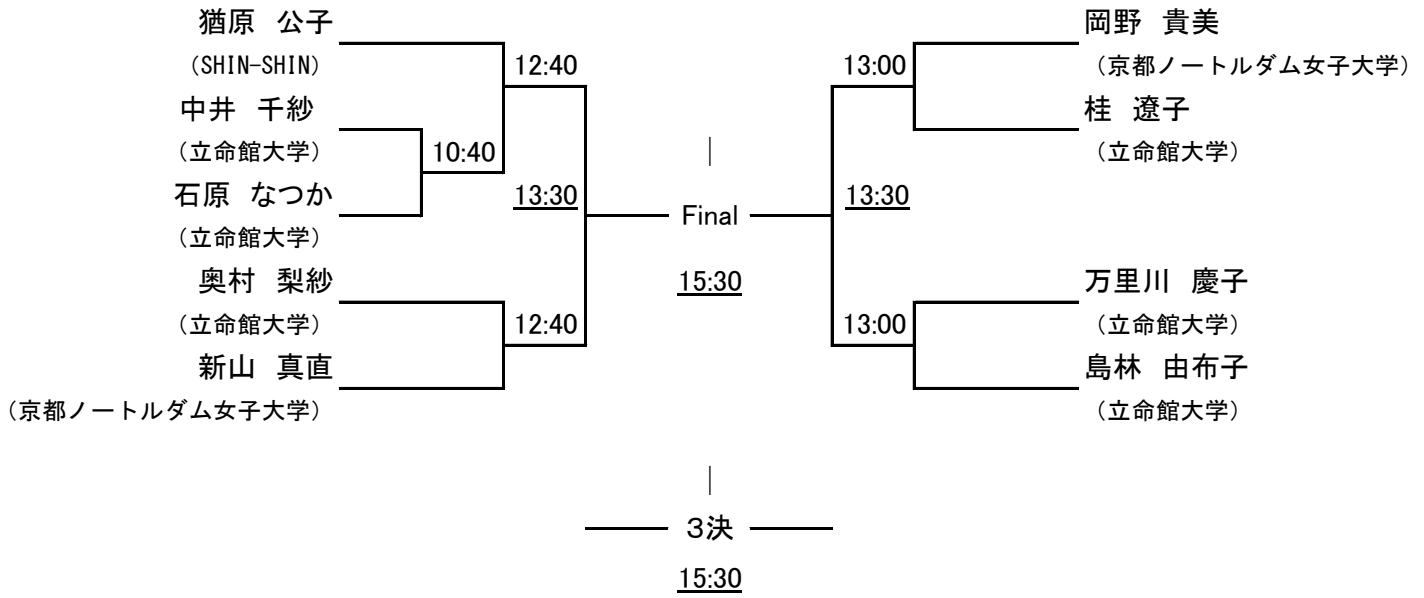 猶原　公子
（SHIN-SHIN）
12:40
中井　千紗
（立命館大学）
10:40
石原　なつか
13:30
（立命館大学）
奥村　梨紗
（立命館大学）
12:40
新山　真直
（京都ノートルダム女子大学）
｜
Final
15:30
岡野　貴美
13:00
（京都ノートルダム女子大学）
桂　遼子
（立命館大学）
13:30
万里川　慶子
（立命館大学）
13:00
島林　由布子
（立命館大学）
｜
３決
15:30